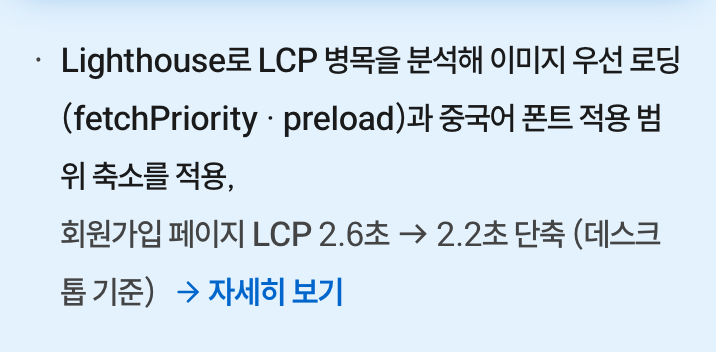 · Lighthouse로 LCP 병목을 분석해 이미지 우선 로딩
(fetchPriority · preload)과 중국어 폰트 적용 범
위 축소를 적용,
회원가입 페이지 LCP 2.6초 → 2.2초 단축 (데스크
톱 기준) → 자세히 보기